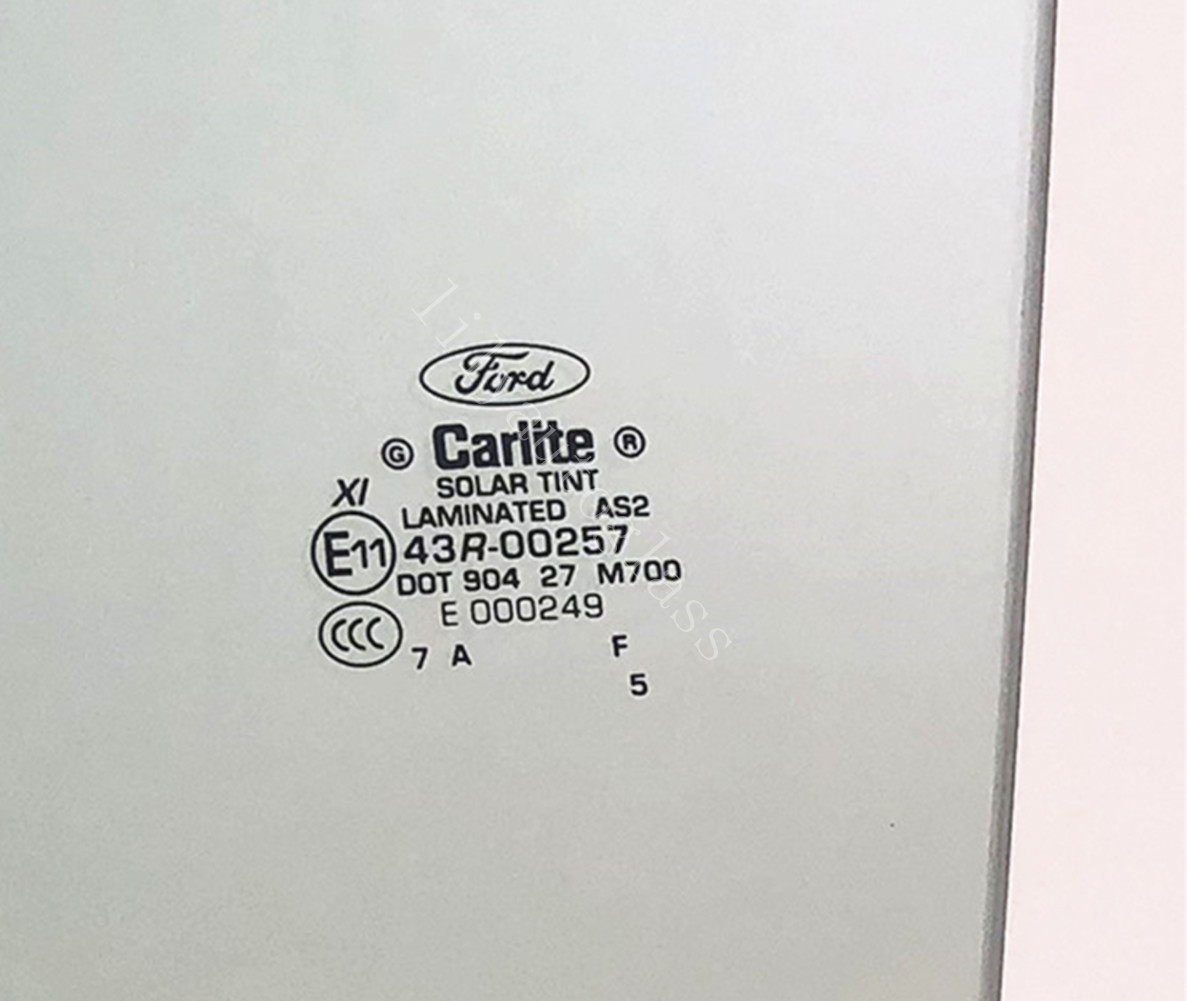 Ford
G Carlite ®
SOLAR TINT
XI
LAMINATED AS2
E11 43R-00257
DOT 904 27 M700
E 000249
CCC
7 A F
5